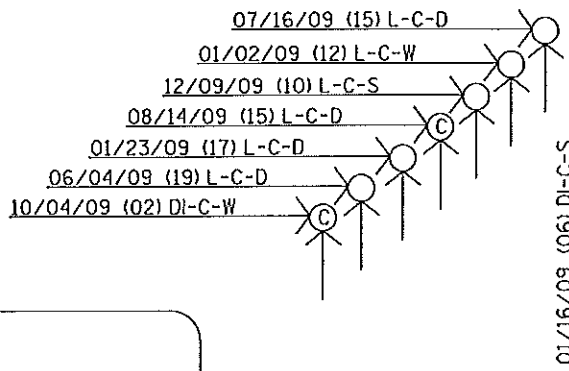 07/16/09 (15) L-C-D
01/02/09 (12) L-C-W
12/09/09 (10) L-C-S
08/14/09 (15) L-C-D
C
01/23/09 (17) L-C-D
06/04/09 (19) L-C-D
10/04/09 (02) DI-C-W
C
01/16/09 (06) DI-C-S